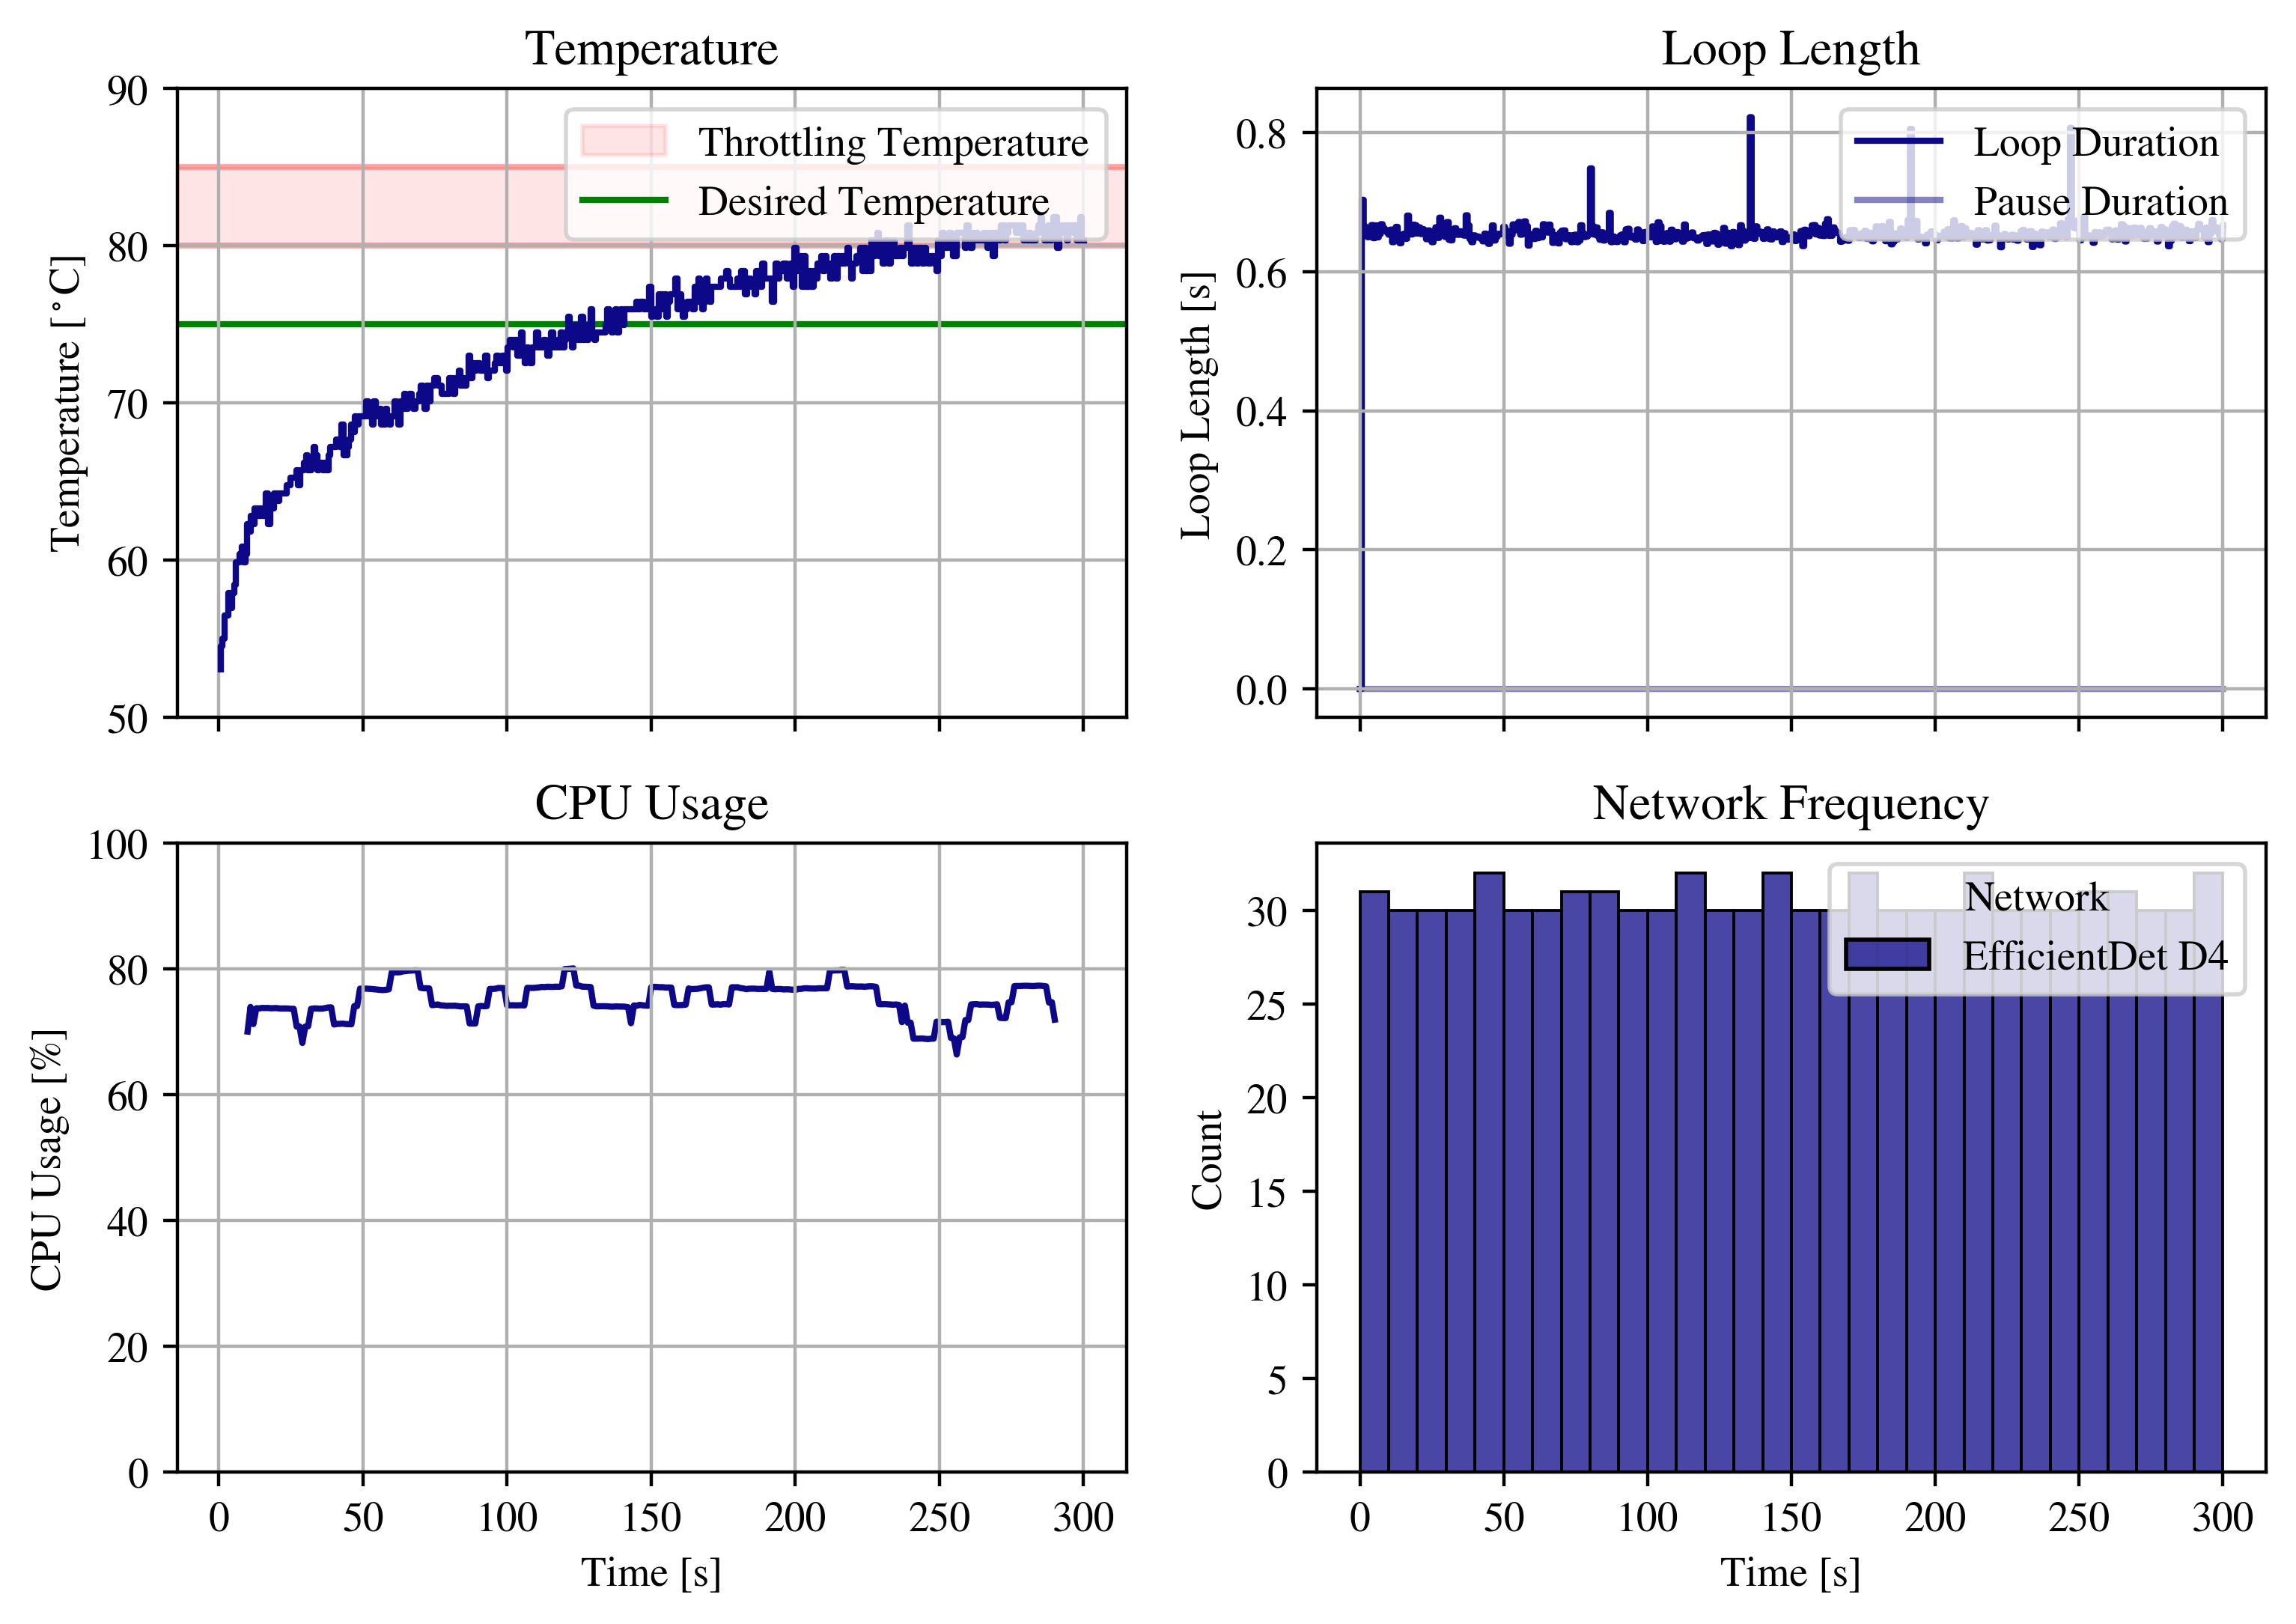 Temperature
90
80
70
60
50
Temperature [°C]
Throttling Temperature
Desired Temperature
Loop Length
0.8
0.6
0.4
0.2
0.0
Loop Length [s]
Loop Duration
Pause Duration
CPU Usage
100
80
60
40
20
0
CPU Usage [%]
0 50 100 150 200 250 300
Time [s]
Network Frequency
30
25
20
15
10
5
0
Count
Network
EfficientDet D4
0 50 100 150 200 250 300
Time [s]